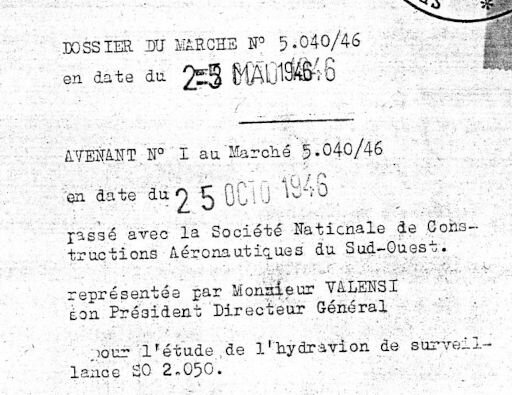 DOSSIER DU MARCHE N° 5.040/46
en date du MAI 1946
AVENANT N° I au Marché 5.040/46
en date du 25 OCTO 1946
passé avec la Société Nationale de Cons-
tructions Aéronautiques du Sud-Ouest.
représentée par Monsieur VALENSI
son Président Directeur Général
pour l'étude de l'hydravion de surveil-
lance SO 2.050.